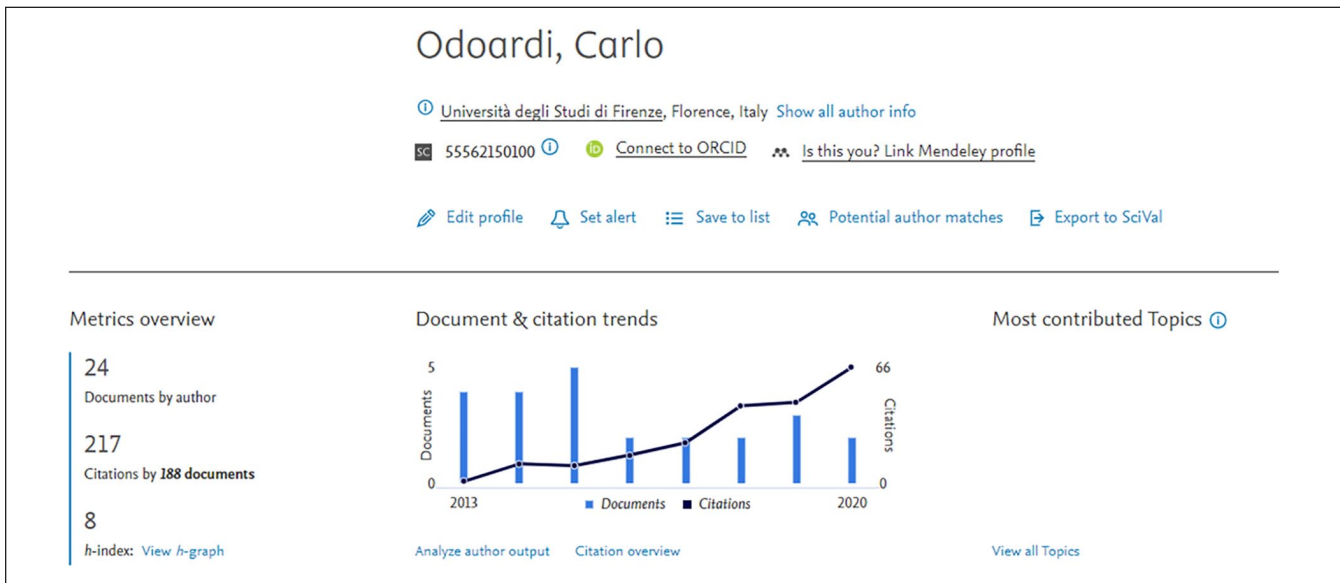 Odoardi, Carlo
Università degli Studi di Firenze, Florence, Italy Show all author info
SC 55562150100 iD Connect to ORCID Is this you? Link Mendeley profile
Edit profile Set alert Save to list Potential author matches Export to SciVal
Metrics overview
24
Documents by author
217
Citations by 188 documents
8
h-index: View h-graph
Document & citation trends
5
Documents
0
66
Citations
0
2013
2020
Documents Citations
Analyze author output Citation overview
Most contributed Topics
View all Topics